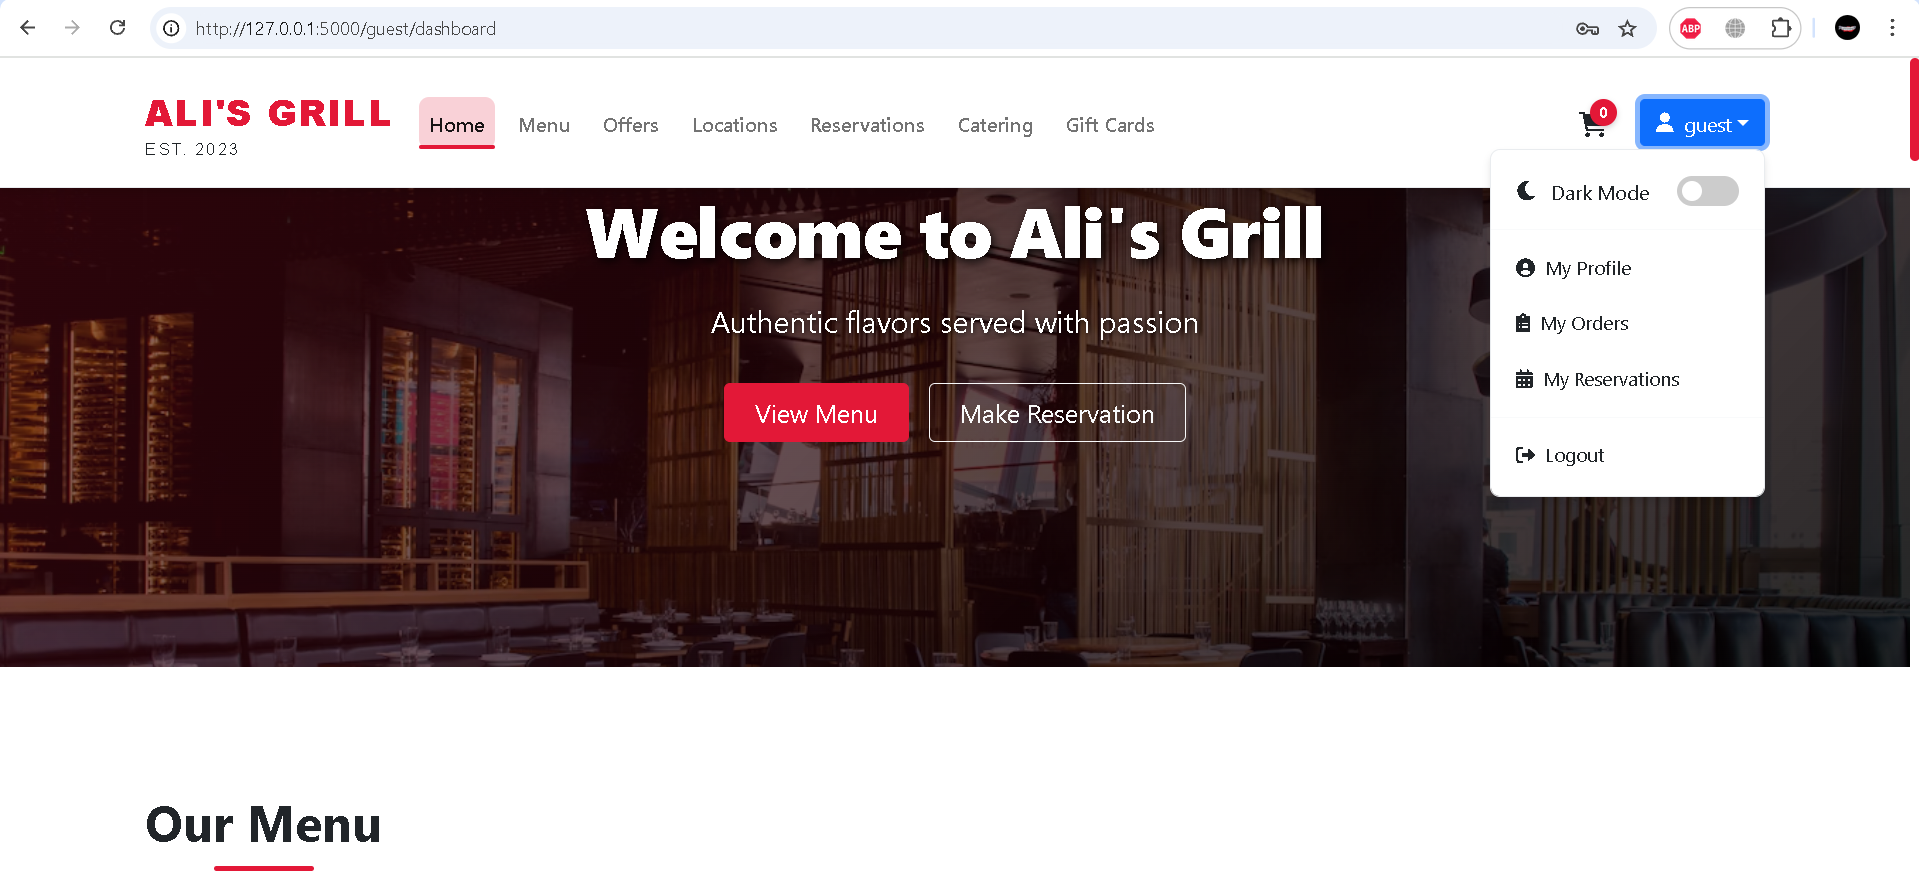 http://127.0.0.1:5000/guest/dashboard
ABP
ALI'S GRILL
EST. 2023
Home
Menu
Offers
Locations
Reservations
Catering
Gift Cards
0
guest
Dark Mode
My Profile
My Orders
My Reservations
Logout
Welcome to Ali's Grill
Authentic flavors served with passion
View Menu
Make Reservation
Our Menu